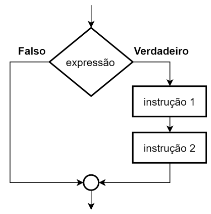 Falso
Verdadeiro
expressão
instrução 1
instrução 2